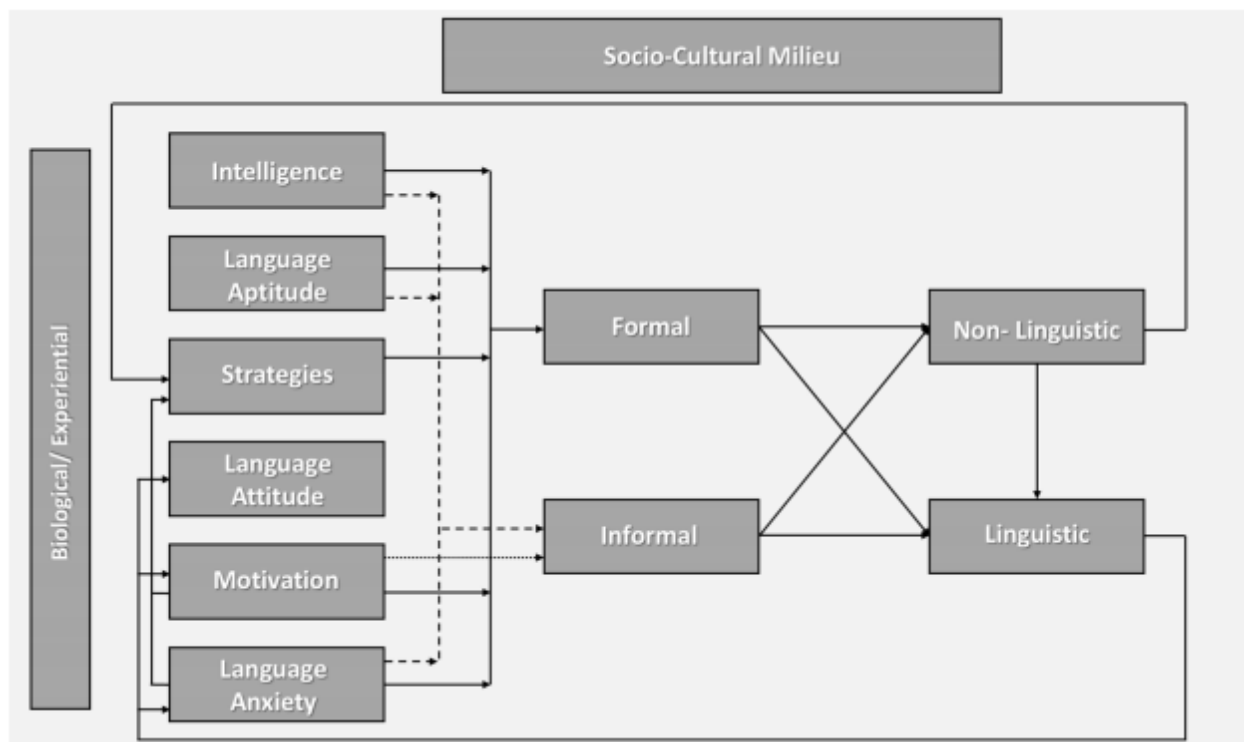 Socio-Cultural Milieu
Biological/ Experiential
Intelligence
Language
Aptitude
Strategies
Language
Attitude
Motivation
Language
Anxiety
Formal
Informal
Non- Linguistic
Linguistic